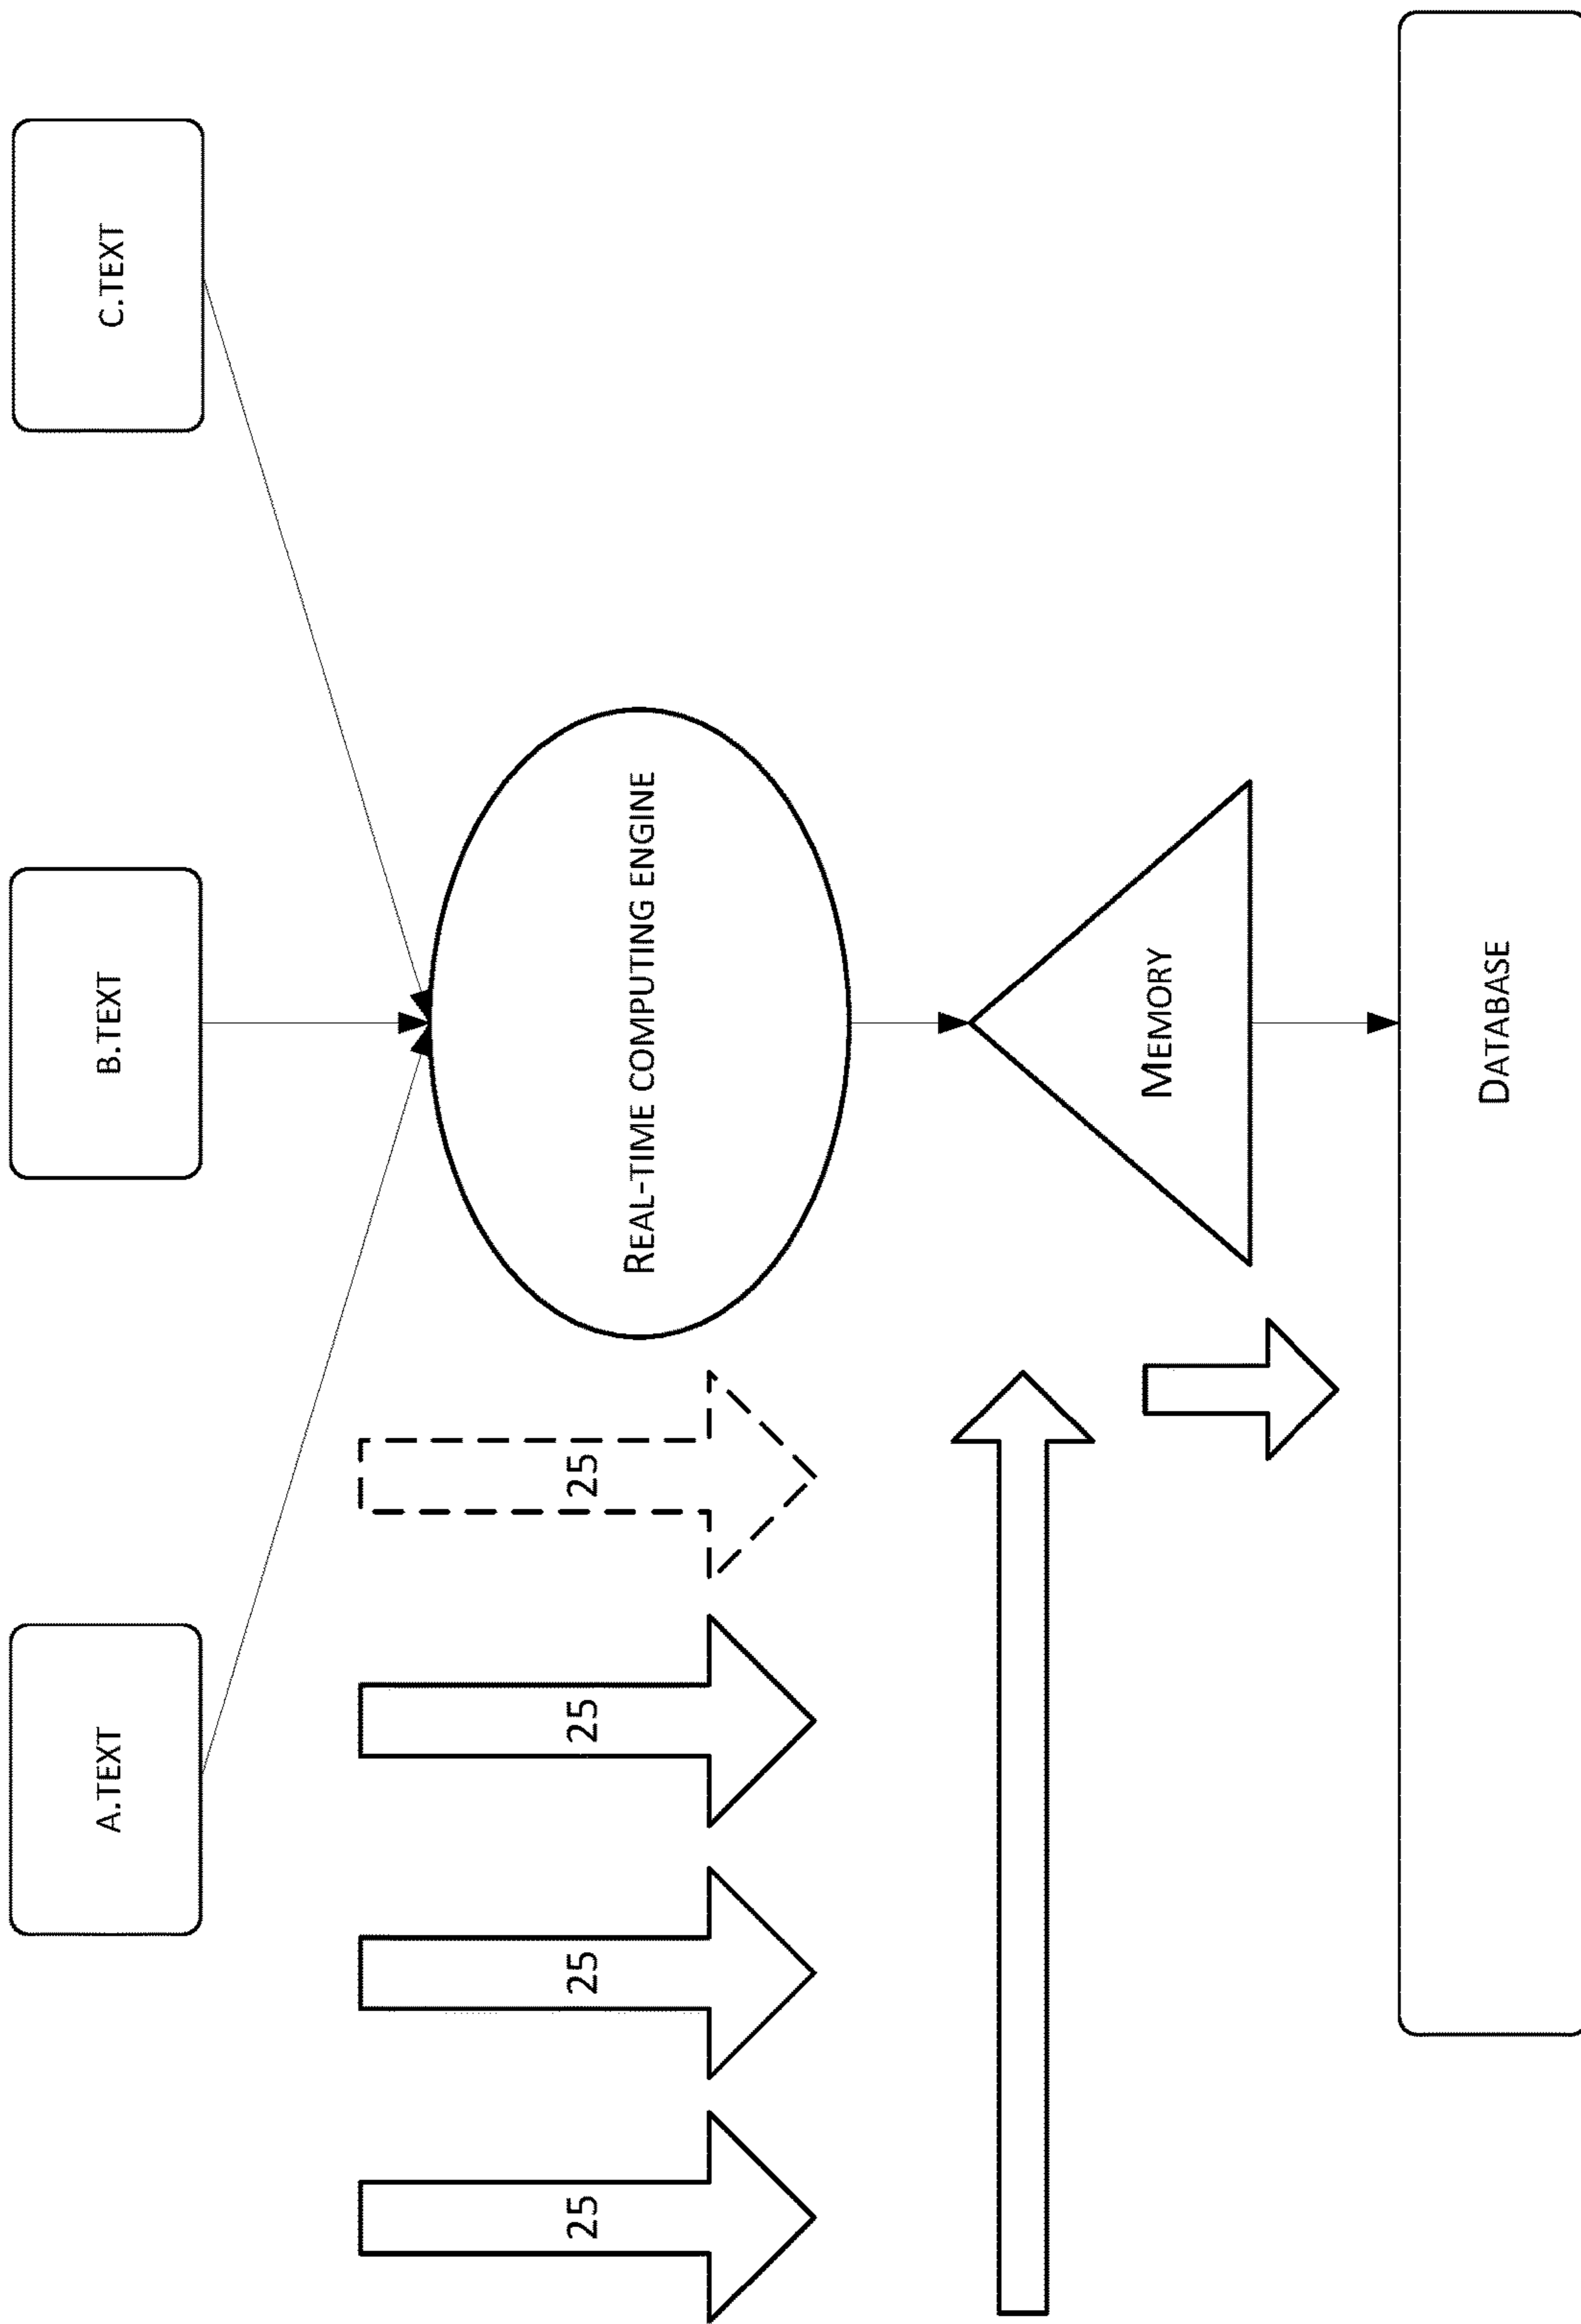 A.TEXT
B.TEXT
C.TEXT
25
25
25
25
REAL-TIME COMPUTING ENGINE
MEMORY
DATABASE